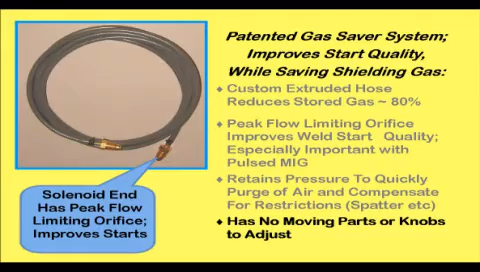 Patented Gas Saver System;
Improves Start Quality,
While Saving Shielding Gas:
♦ Custom Extruded Hose
Reduces Stored Gas ~ 80%
♦ Peak Flow Limiting Orifice
Improves Weld Start Quality;
Especially Important with
Pulsed MIG
♦ Retains Pressure To Quickly
Purge of Air and Compensate
For Restrictions (Spatter etc)
♦ Has No Moving Parts or Knobs
to Adjust
Solenoid End
Has Peak Flow
Limiting Orifice;
Improves Starts